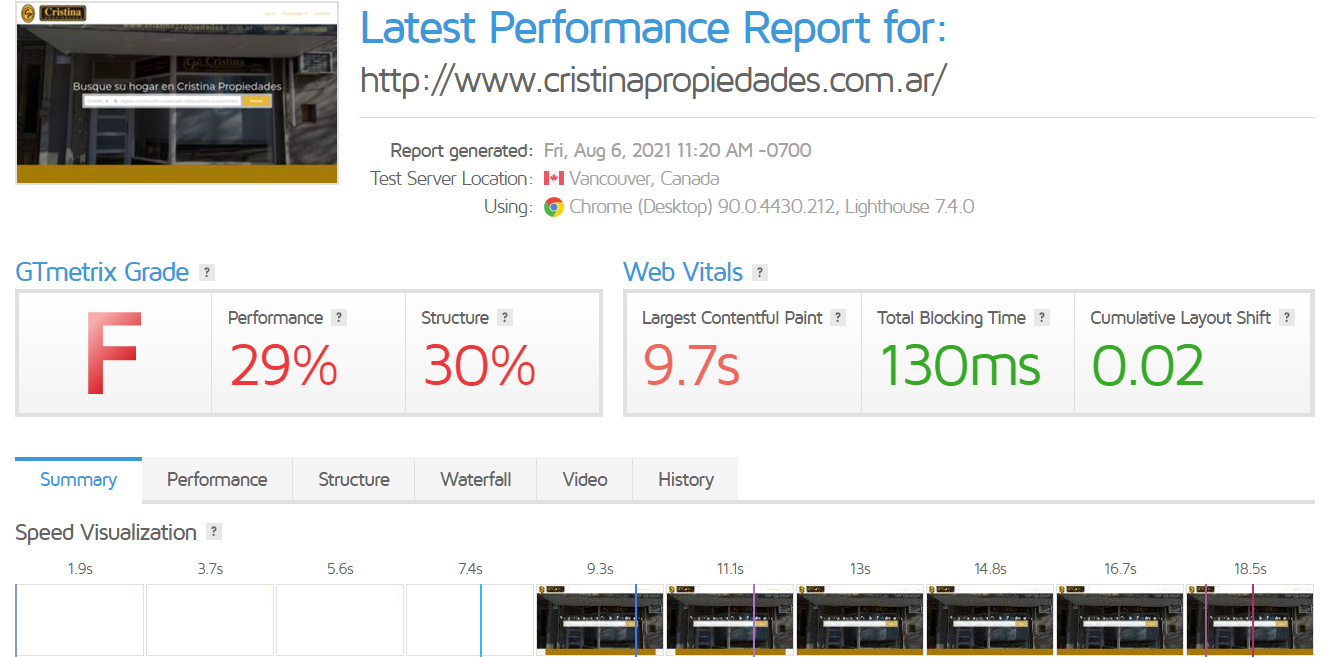 Cristina
Latest Performance Report for:
http://www.cristinapropiedades.com.ar/
Busque su hogar en Cristina Propiedades
Report generated: Fri, Aug 6, 2021 11:20 AM -0700
Test Server Location: Vancouver, Canada
Using: Chrome (Desktop) 90.0.4430.212, Lighthouse 7.4.0
GTmetrix Grade ?
Web Vitals ?
F
Performance ?
29%
Structure ?
30%
Largest Contentful Paint ?
9.7s
Total Blocking Time ?
130ms
Cumulative Layout Shift ?
0.02
Summary Performance Structure Waterfall Video History
Speed Visualization ?
1.9s 3.7s 5.6s 7.4s 9.3s 11.1s 13s 14.8s 16.7s 18.5s